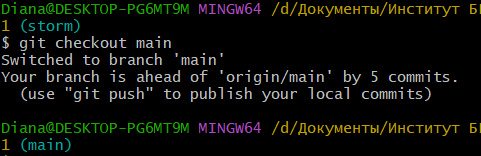 Diana@DESKTOP-PG6MT9M MINGW64 /d/Документы/Институт
1 (storm)
$ git checkout main
Switched to branch 'main'
Your branch is ahead of 'origin/main' by 5 commits.
  (use "git push" to publish your local commits)
Diana@DESKTOP-PG6MT9M MINGW64 /d/Документы/Институт
1 (main)